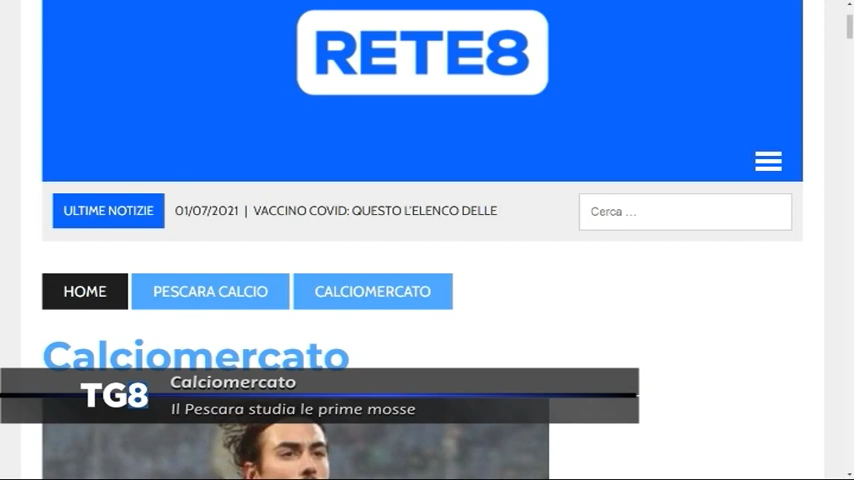 RETE8
ULTIME NOTIZIE
01/07/2021 | VACCINO COVID: QUESTO L'ELENCO DELLE
Cerca ...
HOME
PESCARA CALCIO
CALCIOMERCATO
Calciomercato
TG8
Calciomercato
Il Pescara studia le prime mosse